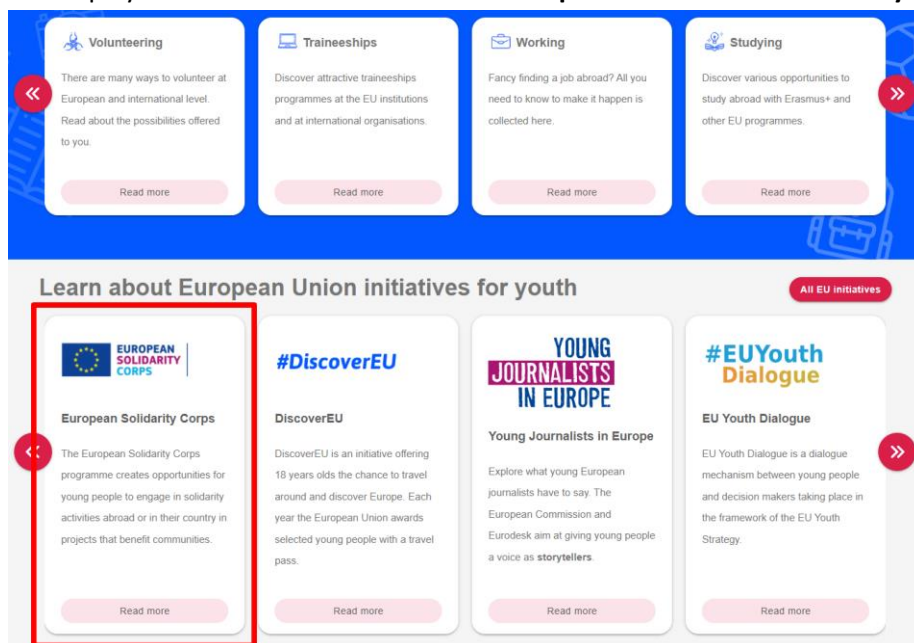 Volunteering
There are many ways to volunteer at
European and international level.
Read about the possibilities offered
to you.
Read more
Traineeships
Discover attractive traineeships
programmes at the EU institutions
and at international organisations.
Read more
Working
Fancy finding a job abroad? All you
need to know to make it happen is
collected here.
Read more
Studying
Discover various opportunities to
study abroad with Erasmus+ and
other EU programmes.
Read more
Learn about European Union initiatives for youth
All EU initiatives
EUROPEAN
SOLIDARITY
CORPS
European Solidarity Corps
The European Solidarity Corps
programme creates opportunities for
young people to engage in solidarity
activities abroad or in their country in
projects that benefit communities.
Read more
#DiscoverEU
DiscoverEU
DiscoverEU is an initiative offering
18 years olds the chance to travel
around and discover Europe. Each
year the European Union awards
selected young people with a travel
pass.
Read more
YOUNG
JOURNALISTS
IN EUROPE
Young Journalists in Europe
Explore what young European
journalists have to say. The
European Commission and
Eurodesk aim at giving young people
a voice as storytellers.
Read more
#EUYouth
Dialogue
EU Youth Dialogue
EU Youth Dialogue is a dialogue
mechanism between young people
and decision makers taking place in
the framework of the EU Youth
Strategy.
Read more